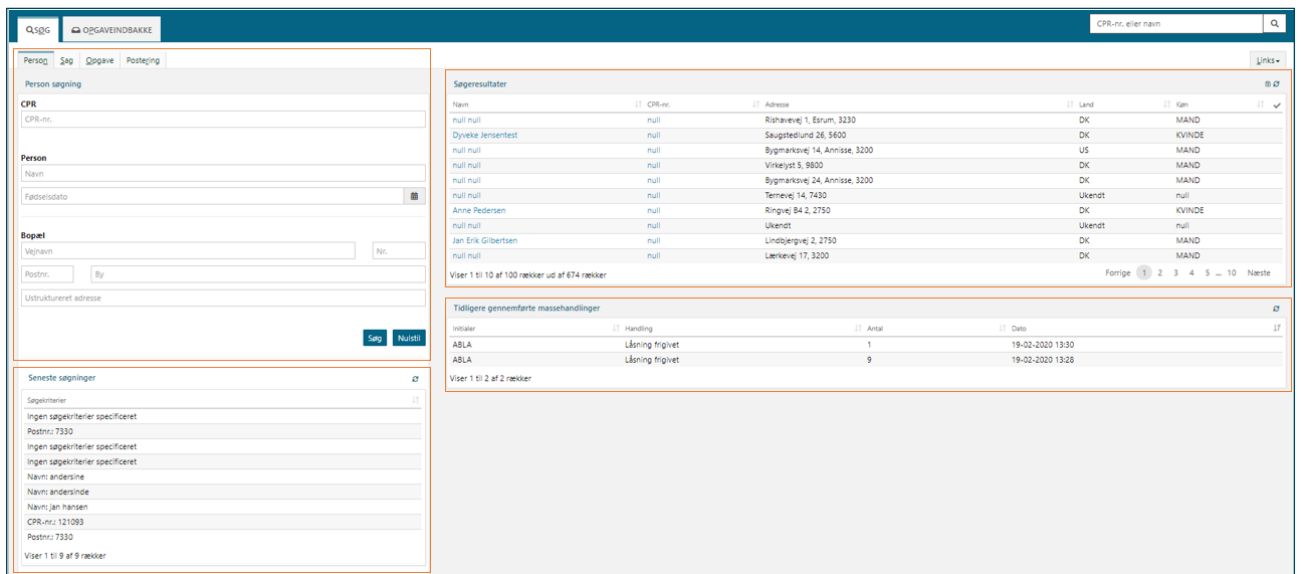 SØG OPGAVEINDBAKKE CPR-nr. eller navn
Person Sag Opgave Postering Links
Person søgning
CPR
CPR-nr.
Person
Navn
Fødselsdato
Bopæl
Vejnavn Nr.
Postnr. By
Ustruktureret adresse
Søg Nulstil
Seneste søgninger
Søgekriterier
Ingen søgekriterier specificeret
Postnr.: 7330
Ingen søgekriterier specificeret
Ingen søgekriterier specificeret
Navn: andersine
Navn: andersinde
Navn: jan hansen
CPR-nr.: 121093
Postnr.: 7330
Viser 1 til 9 af 9 rækker
Søgeresultater
Navn CPR-nr. Adresse Land Køn
null null null Rishavevej 1, Esrum, 3230 DK MAND
Dyveke Jensentest null Saugstedlund 26, 5600 DK KVINDE
null null null Bygmarksvej 14, Annisse, 3200 US MAND
null null null Virkelyst 5, 9800 DK MAND
null null null Bygmarksvej 24, Annisse, 3200 DK MAND
null null null Ternevej 14, 7430 Ukendt null
Anne Pedersen null Ringvej B4 2, 2750 DK KVINDE
null null null Ukendt Ukendt null
Jan Erik Gilbertsen null Lindbjergvej 2, 2750 DK MAND
null null null Lærkevej 17, 3200 DK MAND
Viser 1 til 10 af 100 rækker ud af 674 rækker Forrige 1 2 3 4 5 ... 10 Næste
Tidligere gennemførte massehandlinger
Initialer Handling Antal Dato
ABLA Låsning frigivet 1 19-02-2020 13:30
ABLA Låsning frigivet 9 19-02-2020 13:28
Viser 1 til 2 af 2 rækker